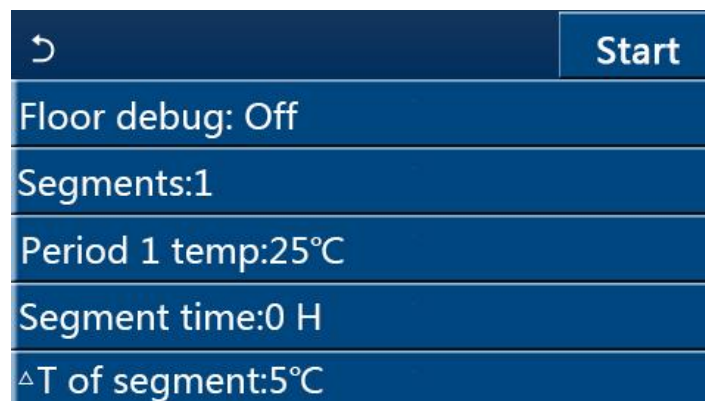 Start
Floor debug: Off
Segments:1
Period 1 temp:25℃
Segment time:0 H
△T of segment:5℃